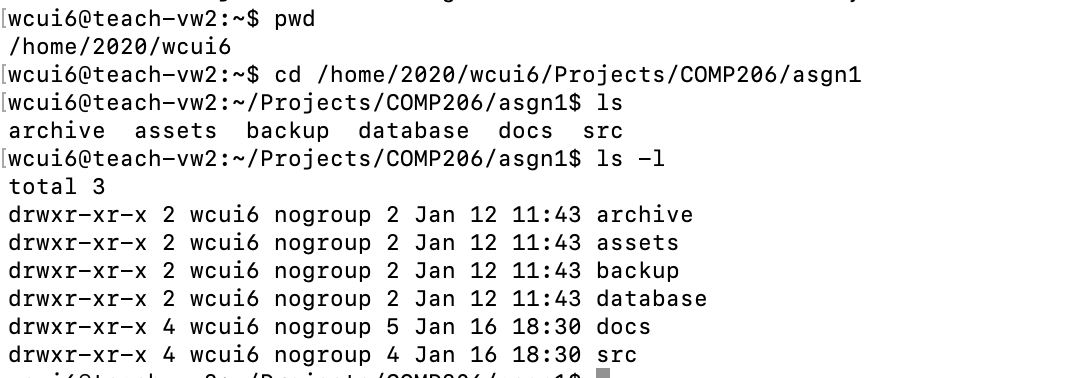 [wcui6@teach-vw2:~$ pwd
/home/2020/wcui6
[wcui6@teach-vw2:~$ cd /home/2020/wcui6/Projects/COMP206/asgn1
[wcui6@teach-vw2:~/Projects/COMP206/asgn1$ ls
archive  assets  backup  database  docs  src
[wcui6@teach-vw2:~/Projects/COMP206/asgn1$ ls -l
total 3
drwxr-xr-x 2 wcui6 nogroup 2 Jan 12 11:43 archive
drwxr-xr-x 2 wcui6 nogroup 2 Jan 12 11:43 assets
drwxr-xr-x 2 wcui6 nogroup 2 Jan 12 11:43 backup
drwxr-xr-x 2 wcui6 nogroup 2 Jan 12 11:43 database
drwxr-xr-x 4 wcui6 nogroup 5 Jan 16 18:30 docs
drwxr-xr-x 4 wcui6 nogroup 4 Jan 16 18:30 src